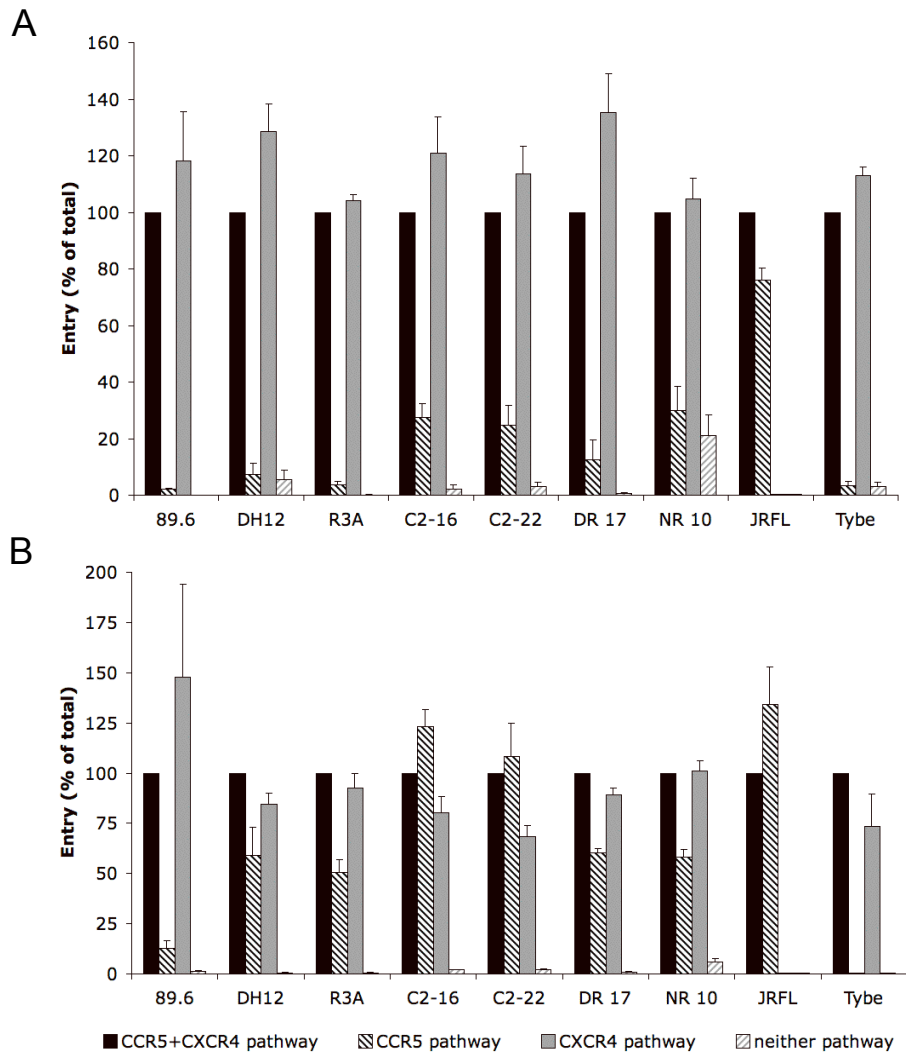 A
160
140
120
100
80
60
40
20
0
Entry (% of total)
89.6 DH12 R3A C2-16 C2-22 DR 17 NR 10 JRFL Tybe
B
200
175
150
125
100
75
50
25
0
Entry (% of total)
89.6 DH12 R3A C2-16 C2-22 DR 17 NR 10 JRFL Tybe
CCR5+CXCR4 pathway CCR5 pathway CXCR4 pathway neither pathway